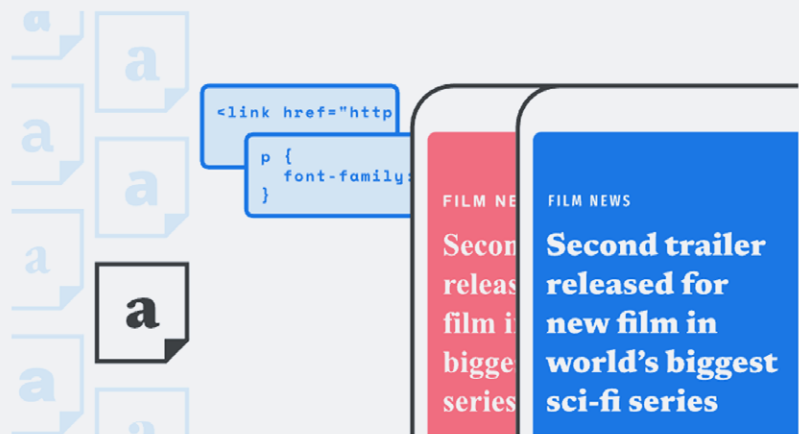 a
a
a
a
a
a
a
a
<link href="http
p {
font-family:
}
FILM NE
Secon
releas
film i
bigge
series
FILM NEWS
Second trailer
released for
new film in
world's biggest
sci-fi series